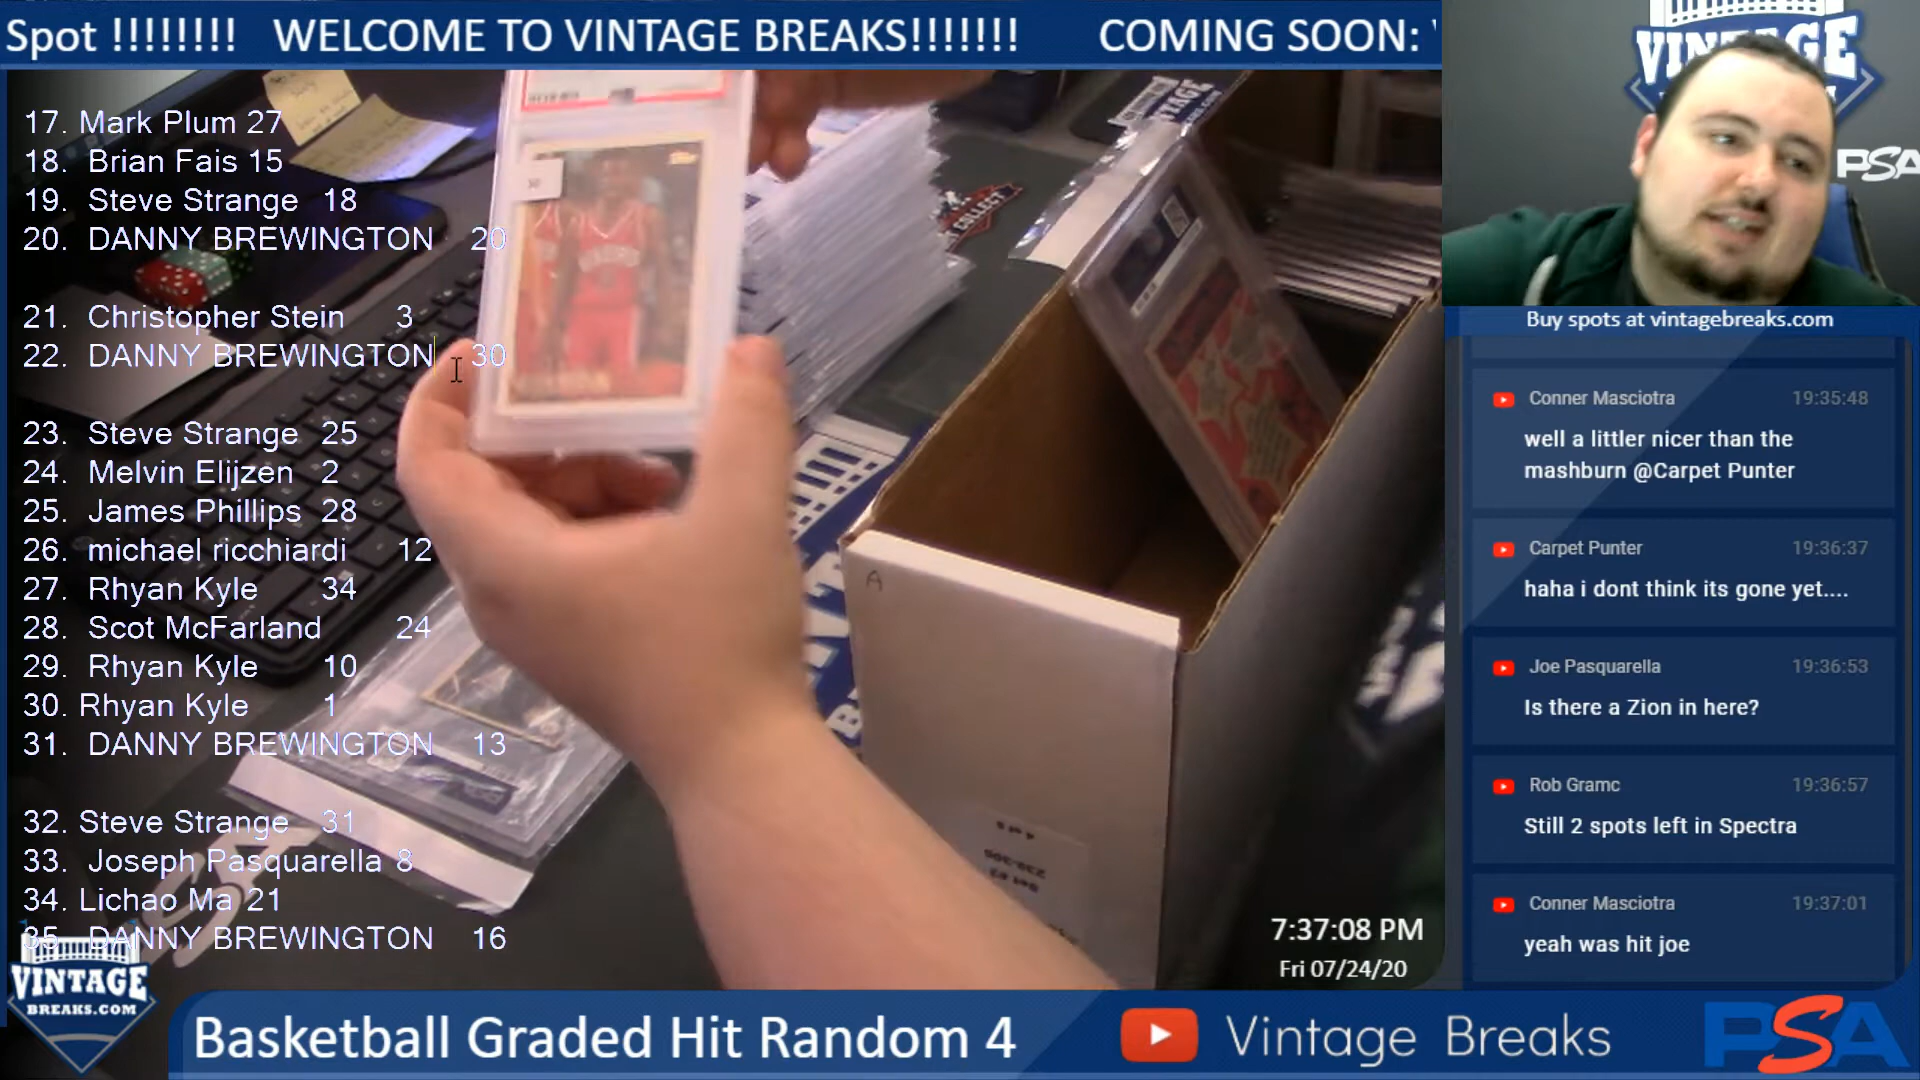 Spot !!!!!!!! WELCOME TO VINTAGE BREAKS!!!!!!! COMING SOON:
17. Mark Plum 27
18. Brian Fais 15
19. Steve Strange 18
20. DANNY BREWINGTON 20
21. Christopher Stein 3
22. DANNY BREWINGTON 30
23. Steve Strange 25
24. Melvin Elijzen 2
25. James Phillips 28
26. michael ricchiardi 12
27. Rhyan Kyle 34
28. Scot McFarland 24
29. Rhyan Kyle 10
30. Rhyan Kyle 1
31. DANNY BREWINGTON 13
32. Steve Strange 31
33. Joseph Pasquarella 8
34. Lichao Ma 21
35. DANNY BREWINGTON 16
A
VINTAGE
PSA
Buy spots at vintagebreaks.com
Conner Masciotra 19:35:48
well a littler nicer than the
mashburn @Carpet Punter
Carpet Punter 19:36:37
haha i dont think its gone yet....
Joe Pasquarella 19:36:53
Is there a Zion in here?
Rob Gramc 19:36:57
Still 2 spots left in Spectra
Conner Masciotra 19:37:01
yeah was hit joe
7:37:08 PM
Fri 07/24/20
VINTAGE
BREAKS.COM
Basketball Graded Hit Random 4
Vintage Breaks
PSA